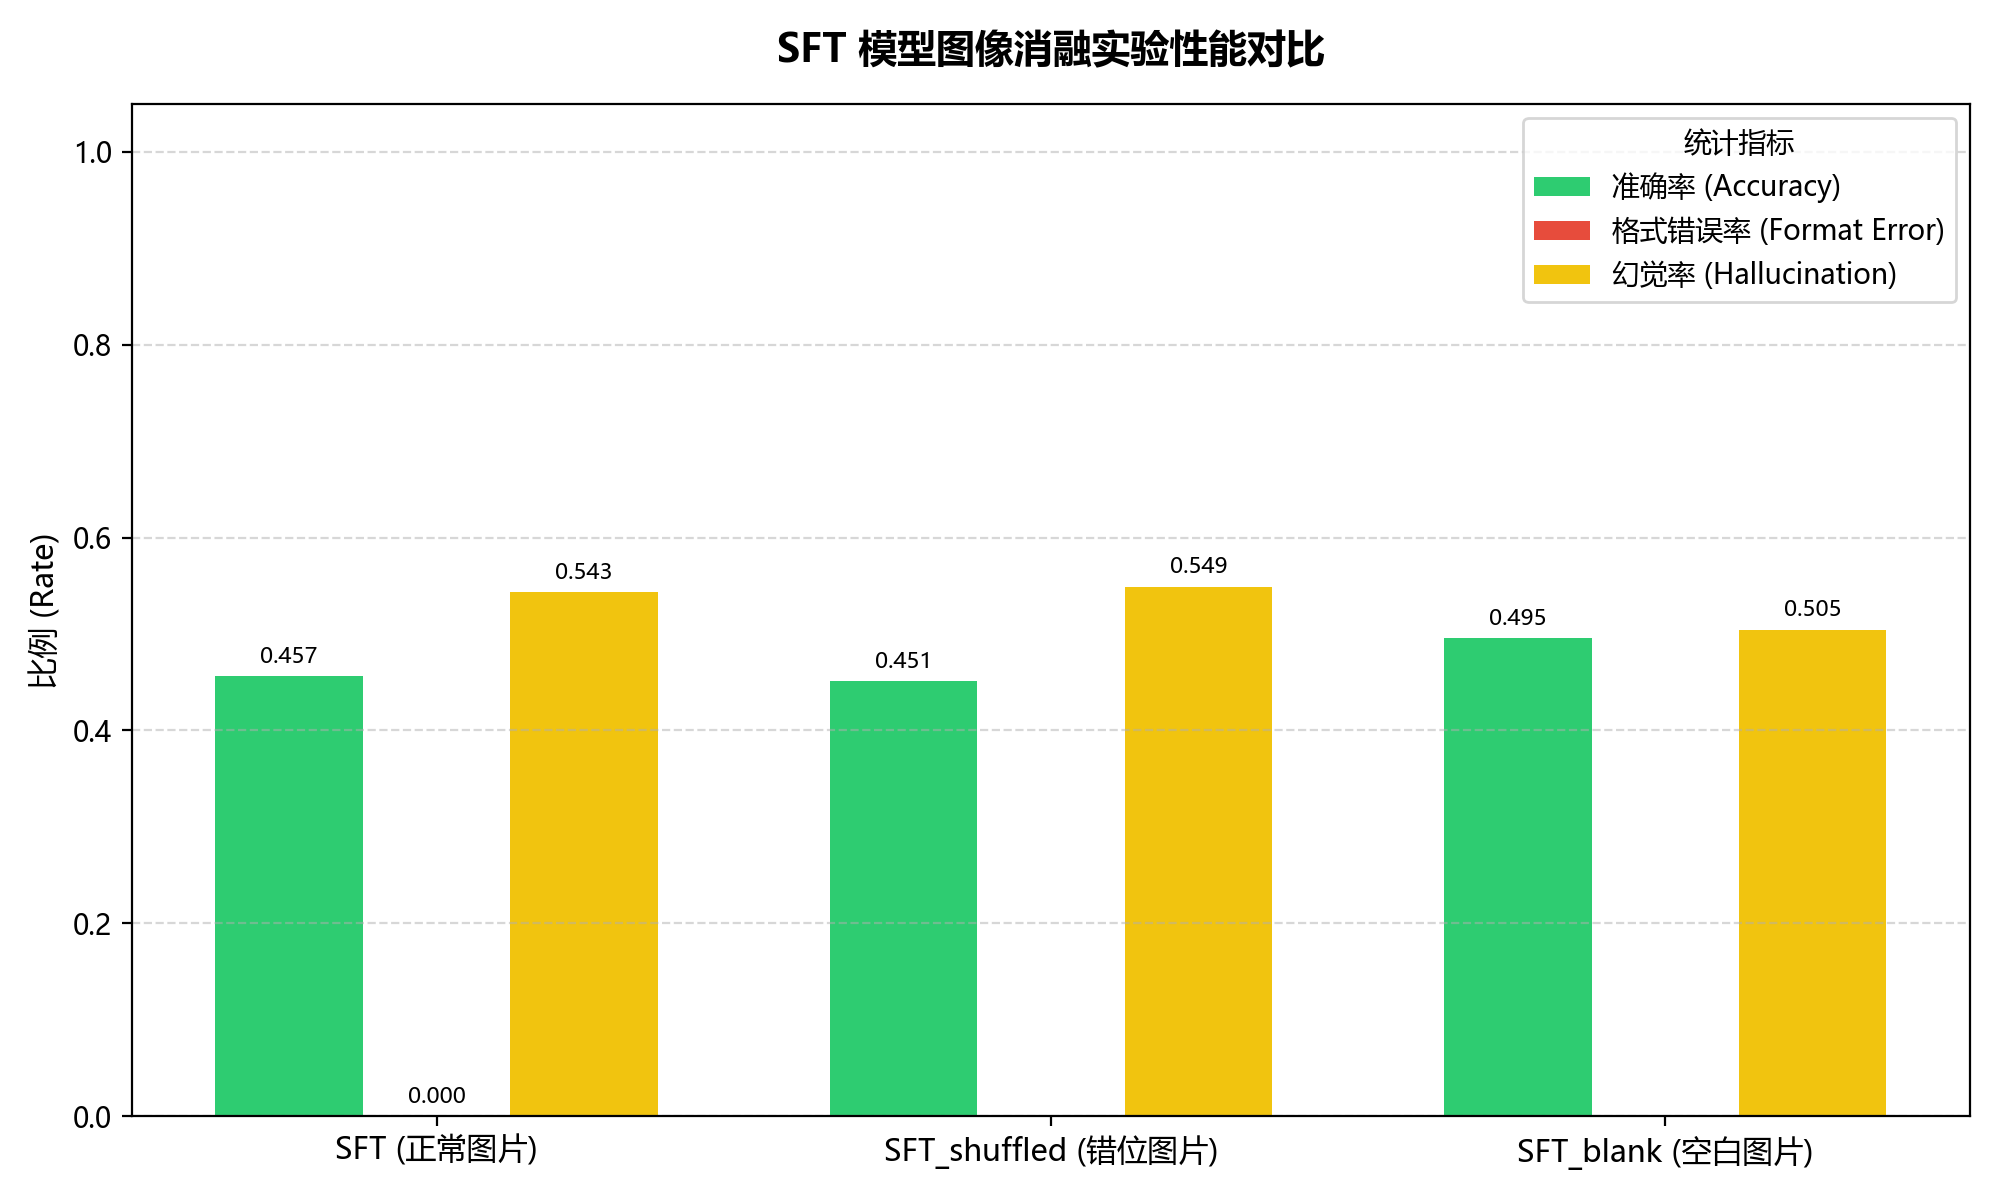 SFT 模型图像消融实验性能对比
统计指标
准确率 (Accuracy)
格式错误率 (Format Error)
幻觉率 (Hallucination)
比例 (Rate)
1.0
0.8
0.6
0.4
0.2
0.0
0.457
0.000
0.543
0.451
0.549
0.495
0.505
SFT (正常图片)
SFT_shuffled (错位图片)
SFT_blank (空白图片)